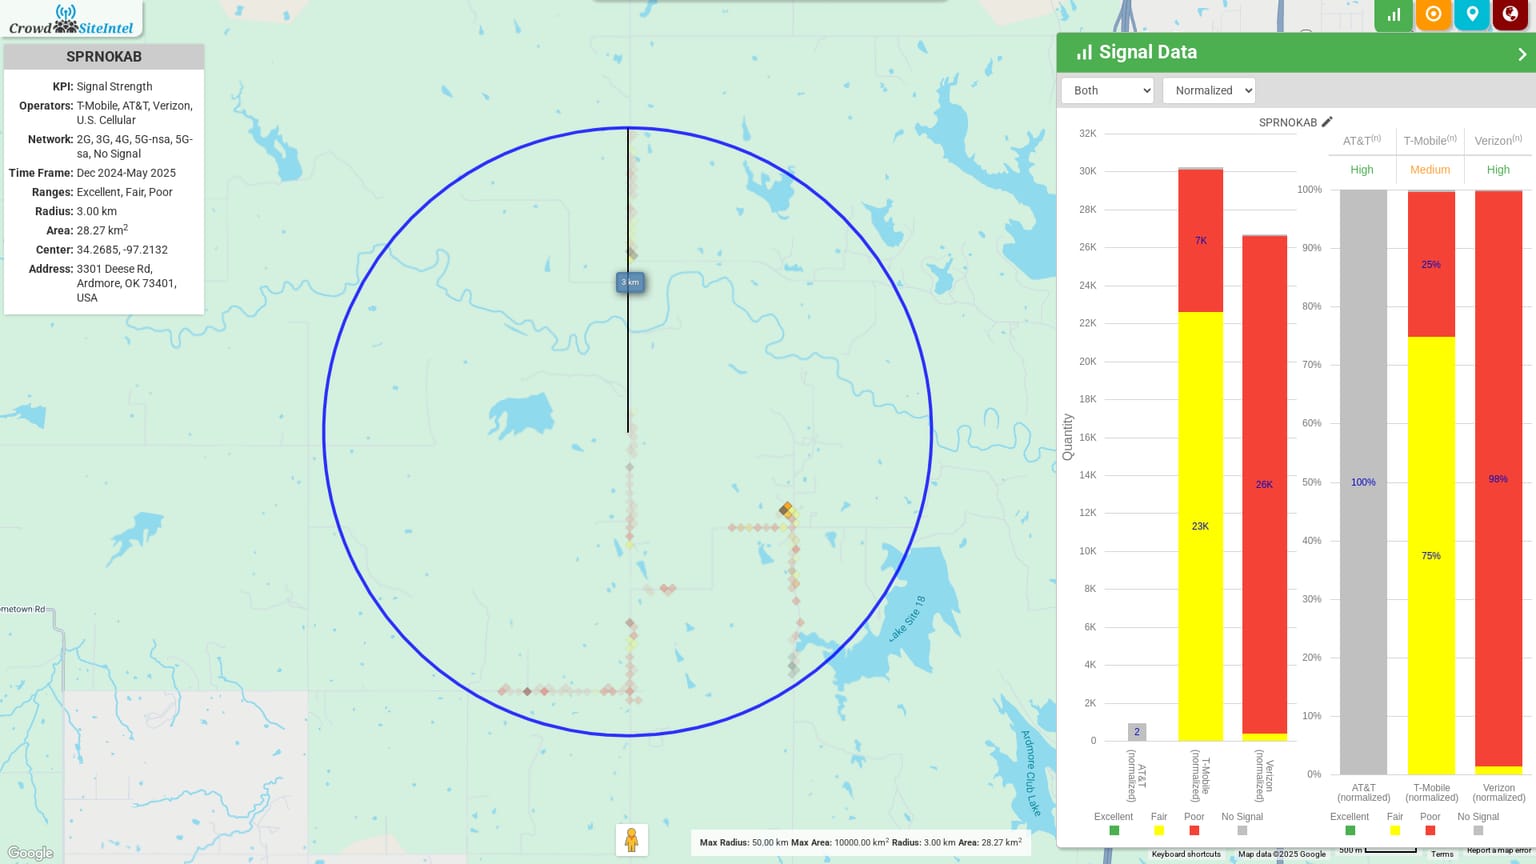 Crowd SiteIntel
SPRNOKAB
KPI: Signal Strength
Operators: T-Mobile, AT&T, Verizon,
U.S. Cellular
Network: 2G, 3G, 4G, 5G-nsa, 5G-
sa, No Signal
Time Frame: Dec 2024-May 2025
Ranges: Excellent, Fair, Poor
Radius: 3.00 km
Area: 28.27 km2
Center: 34.2685, -97.2132
Address: 3301 Deese Rd,
Ardmore, OK 73401,
USA
3 km
ometown Rd
Lake Site 18
Ardmore Club Lake
Google
Max Radius: 50.00 km Max Area: 10000.00 km2 Radius: 3.00 km Area: 28.27 km2
Signal Data
Both
Normalized
SPRNOKAB
Quantity
32K
30K
28K
26K
24K
22K
20K
18K
16K
14K
12K
10K
8K
6K
4K
2K
0
2
7K
23K
26K
AT&T
(normalized)
T-Mobile
(normalized)
Verizon
(normalized)
Excellent Fair Poor No Signal
AT&T(n) T-Mobile(n) Verizon(n)
High Medium High
100%
90%
80%
70%
60%
50%
40%
30%
20%
10%
0%
100%
25%
75%
98%
AT&T
(normalized)
T-Mobile
(normalized)
Verizon
(normalized)
Excellent Fair Poor No Signal
Keyboard shortcuts Map data ©2025 Google 500 m Terms Report a map error